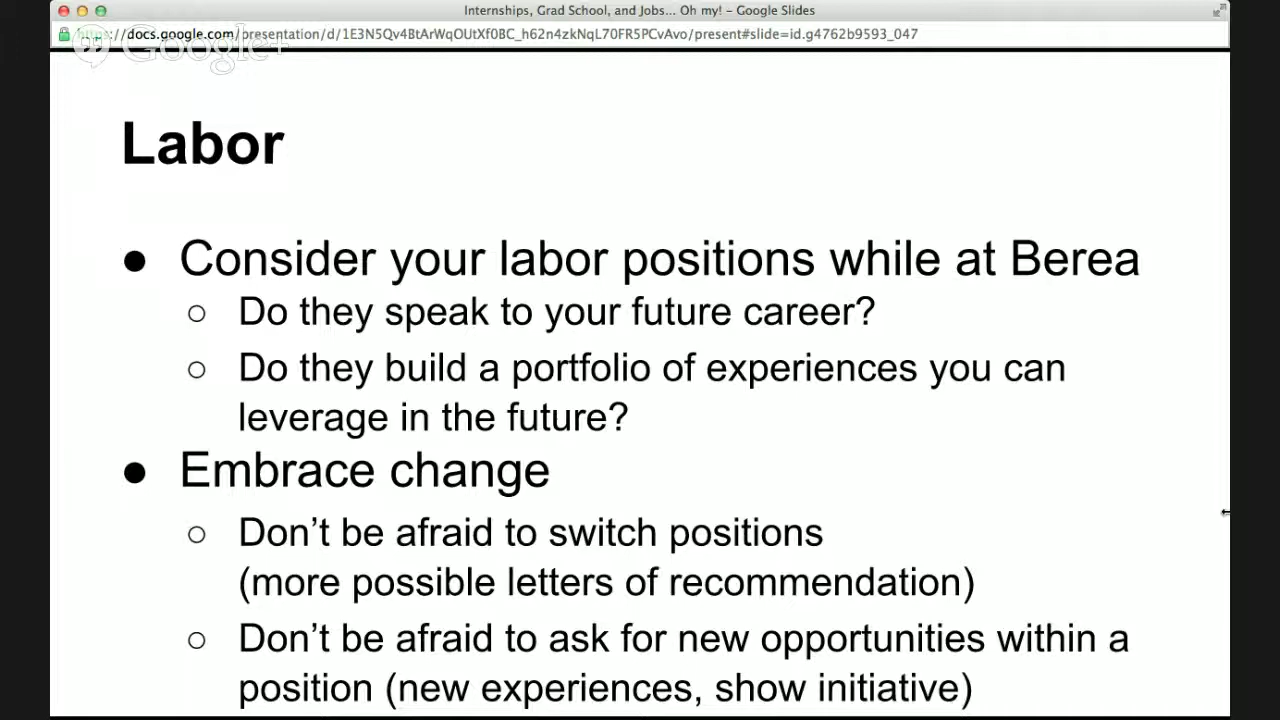 Internships, Grad School, and Jobs... Oh my! – Google Slides
https://docs.google.com/presentation/d/1E3N5Qv4BtArWqOUtXf0BC_h62n4zkNqL70FR5PCvAvo/present#slide=id.g4762b9593_047
Google+
Labor
● Consider your labor positions while at Berea
○ Do they speak to your future career?
○ Do they build a portfolio of experiences you can
leverage in the future?
● Embrace change
○ Don’t be afraid to switch positions
(more possible letters of recommendation)
○ Don’t be afraid to ask for new opportunities within a
position (new experiences, show initiative)